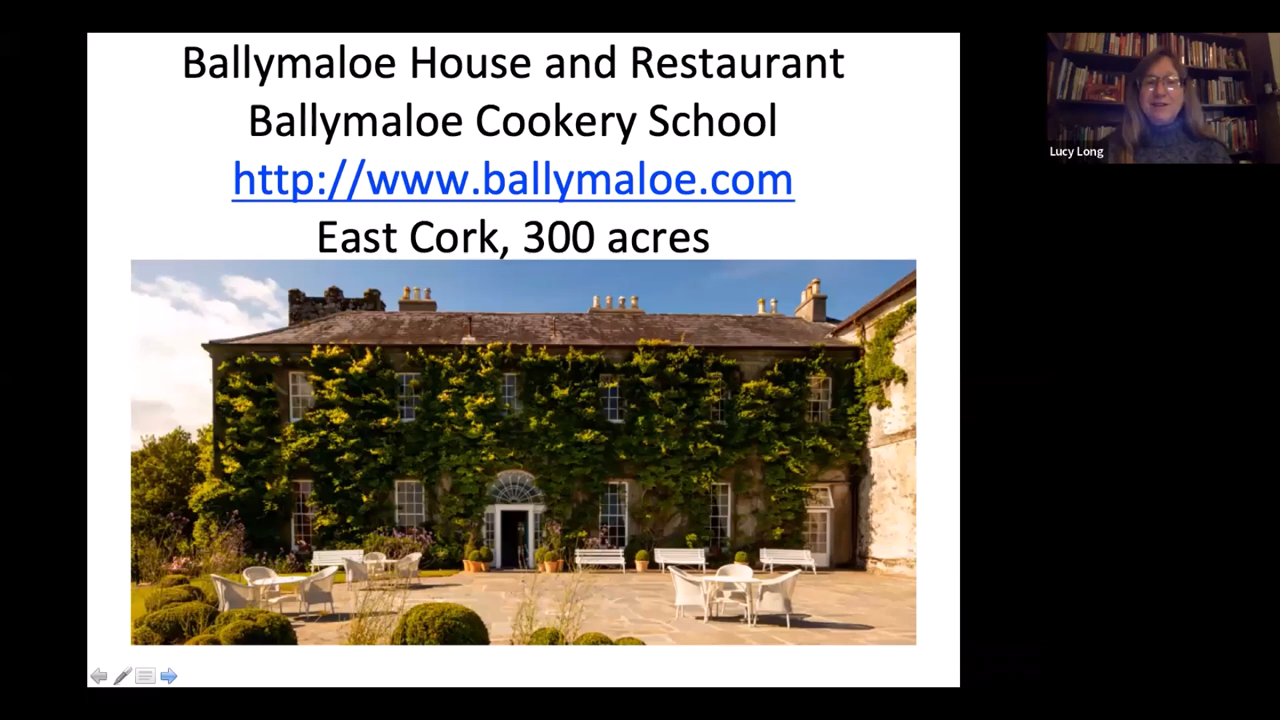 Ballymaloe House and Restaurant
Ballymaloe Cookery School
http://www.ballymaloe.com
East Cork, 300 acres
Lucy Long